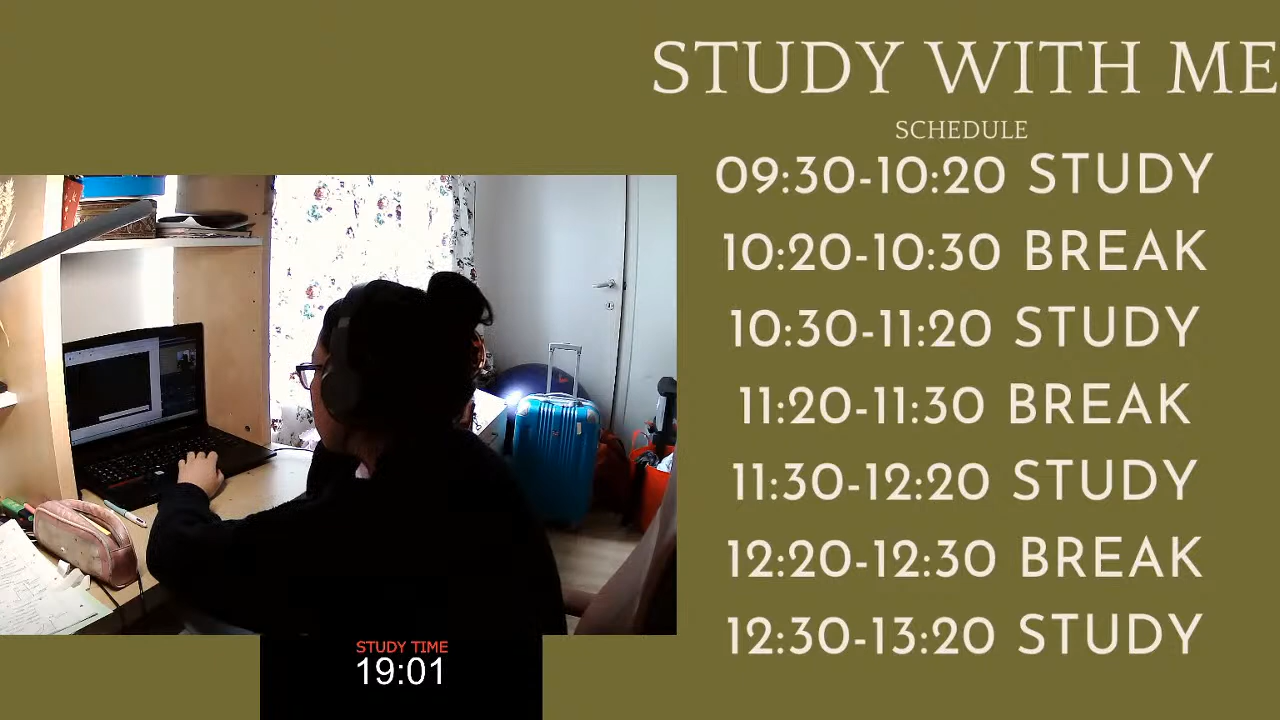 STUDY WITH ME
SCHEDULE
09:30-10:20 STUDY
10:20-10:30 BREAK
10:30-11:20 STUDY
11:20-11:30 BREAK
11:30-12:20 STUDY
12:20-12:30 BREAK
12:30-13:20 STUDY
STUDY TIME
19:01